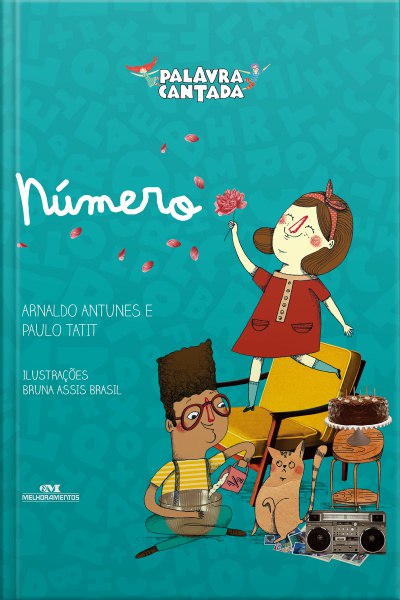 PALAVRA
CANTADA
Número
ARNALDO ANTUNES E
PAULO TATIT
ILUSTRAÇÕES
BRUNA ASSIS BRASIL
MELHORAMENTOS